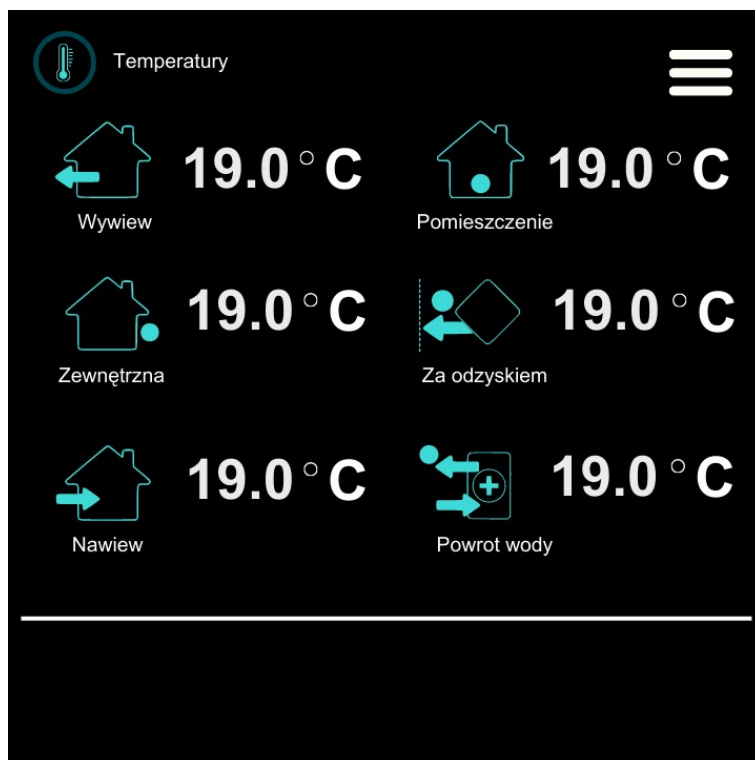 Temperatury
19.0 °C 19.0 °C
Wywiew Pomieszczenie
19.0 °C 19.0 °C
Zewnętrzna Za odzyskiem
19.0 °C 19.0 °C
Nawiew Powrot wody